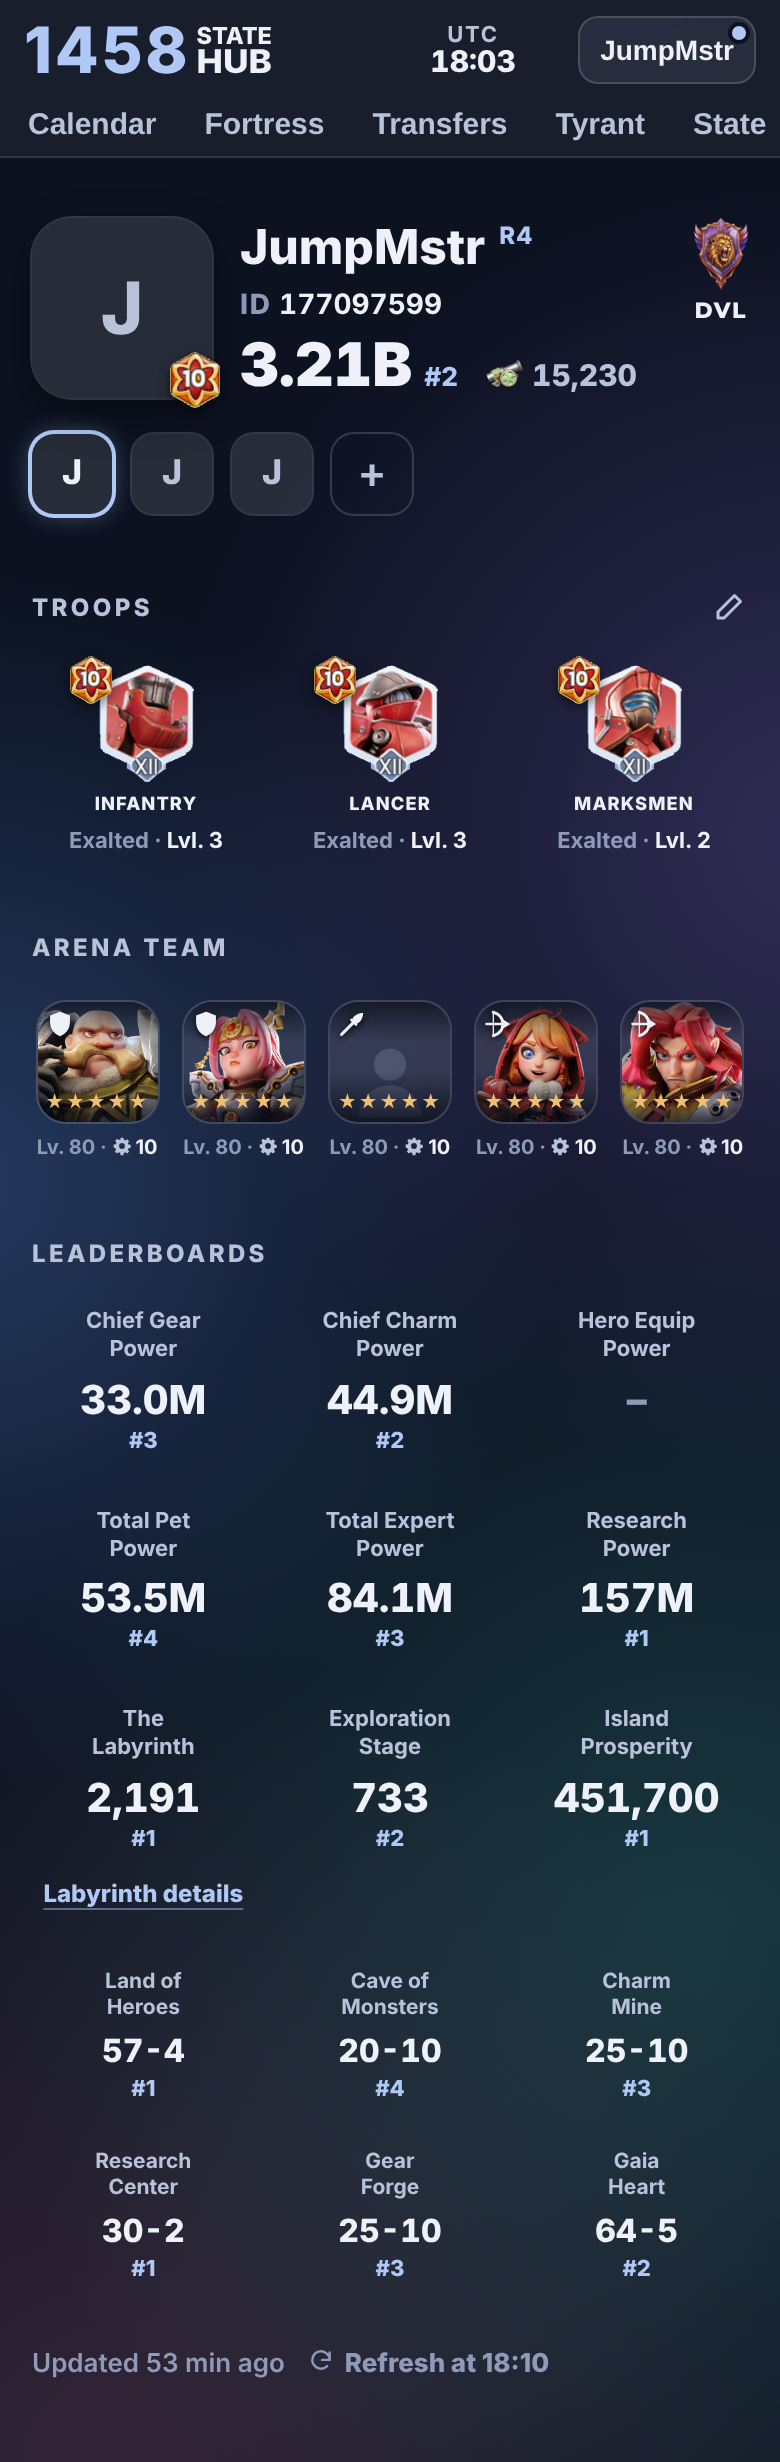 1458 STATE HUB
UTC
18:03
JumpMstr
Calendar Fortress Transfers Tyrant State
J
10
JumpMstr R4
ID 177097599
3.21B #2 15,230
DVL
J J J +
TROOPS
10 10 10
XII XII XII
INFANTRY LANCER MARKSMEN
Exalted · Lvl. 3 Exalted · Lvl. 3 Exalted · Lvl. 2
ARENA TEAM
Lv. 80 · 10 Lv. 80 · 10 Lv. 80 · 10 Lv. 80 · 10 Lv. 80 · 10
LEADERBOARDS
Chief Gear Power
33.0M
#3
Chief Charm Power
44.9M
#2
Hero Equip Power
–
Total Pet Power
53.5M
#4
Total Expert Power
84.1M
#3
Research Power
157M
#1
The Labyrinth
2,191
#1
Exploration Stage
733
#2
Island Prosperity
451,700
#1
Labyrinth details
Land of Heroes
57-4
#1
Cave of Monsters
20-10
#4
Charm Mine
25-10
#3
Research Center
30-2
#1
Gear Forge
25-10
#3
Gaia Heart
64-5
#2
Updated 53 min ago Refresh at 18:10